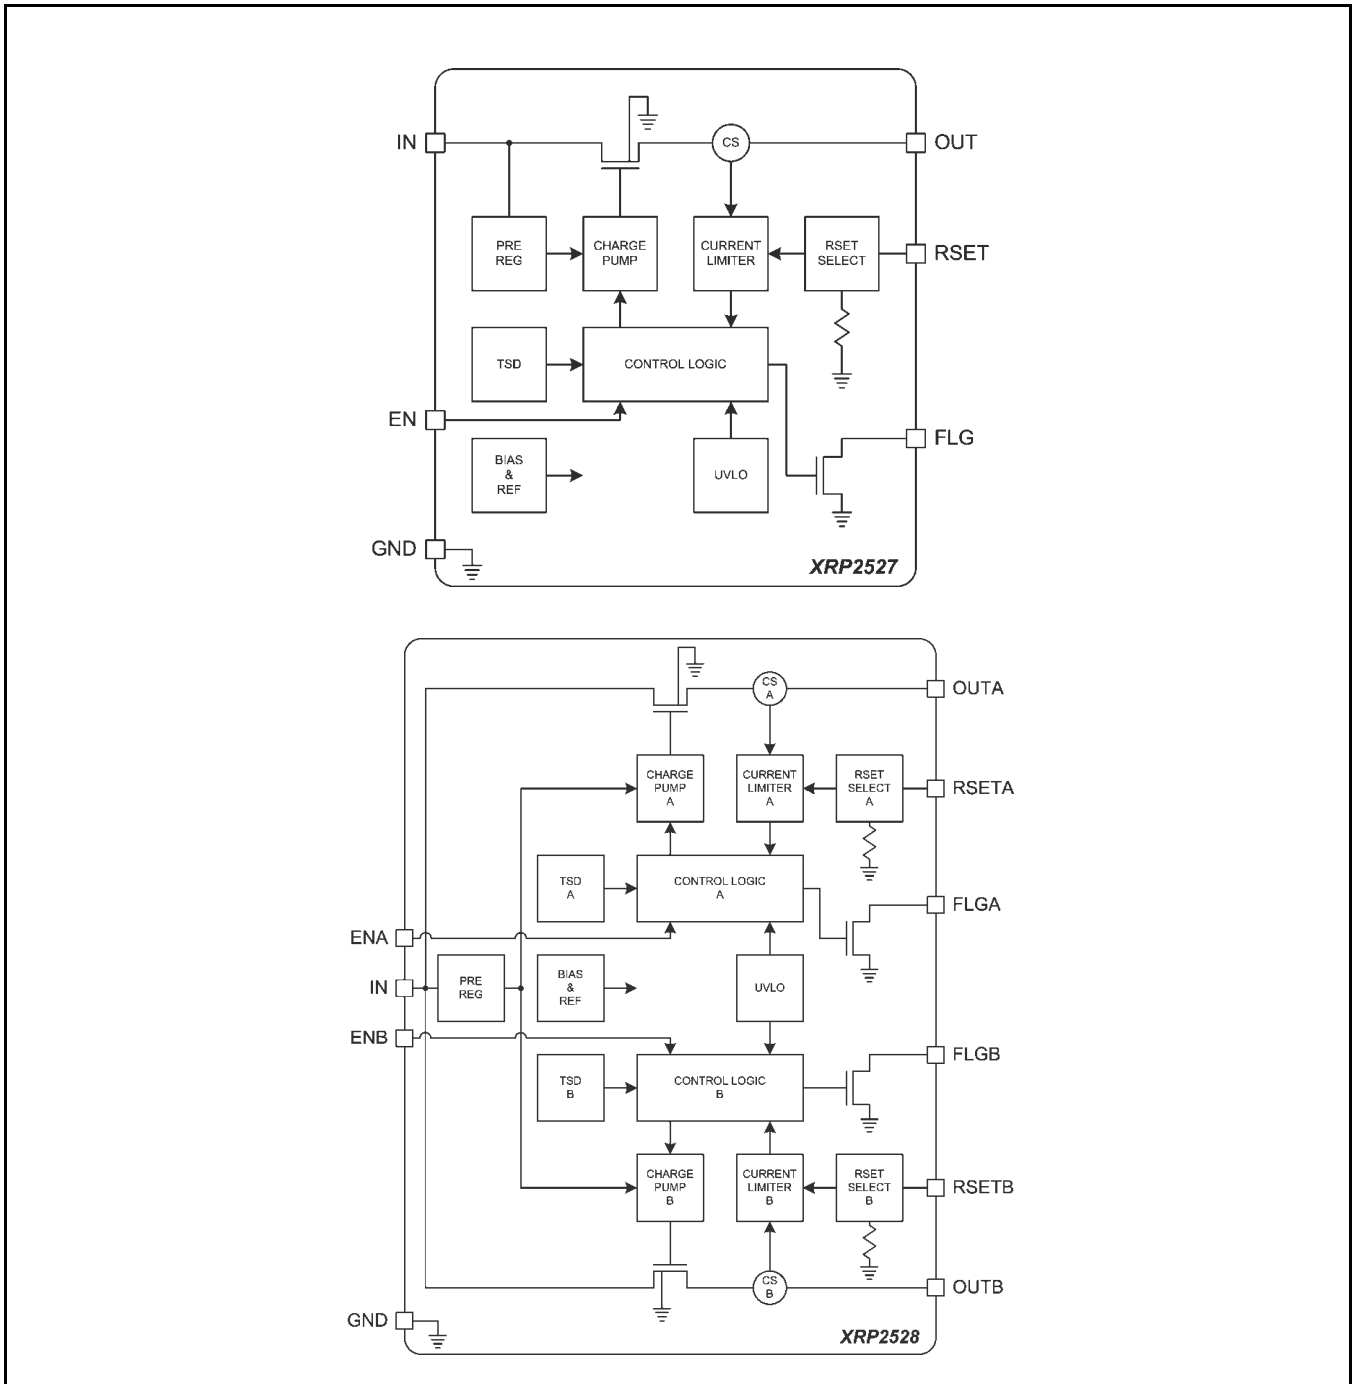 IN
CS
OUT
PRE
REG
CHARGE
PUMP
CURRENT
LIMITER
RSET
SELECT
RSET
TSD
CONTROL LOGIC
EN
FLG
BIAS
&
REF
UVLO
GND
XRP2527
CS
A
OUTA
CHARGE
PUMP
A
CURRENT
LIMITER
A
RSET
SELECT
A
RSETA
TSD
A
CONTROL LOGIC
A
FLGA
ENA
IN
PRE
REG
BIAS
&
REF
UVLO
ENB
FLGB
TSD
B
CONTROL LOGIC
B
CHARGE
PUMP
B
CURRENT
LIMITER
B
RSET
SELECT
B
RSETB
CS
B
OUTB
GND
XRP2528